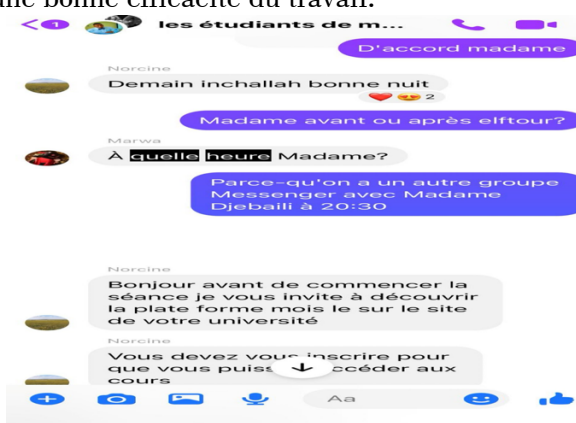 une bonne efficacité du travail.
1
les étudiants de m...
D'accord madame
Norcine
Demain inchallah bonne nuit
2
Madame avant ou après elftour?
Marwa
À quelle heure Madame?
Parce-qu'on a un autre groupe
Messenger avec Madame
Djebaili à 20:30
Norcine
Bonjour avant de commencer la
séance je vous invite à découvrir
la plate forme mois le sur le site
de votre université
Norcine
Vous devez vous inscrire pour
que vous accéder aux
cours
Aa